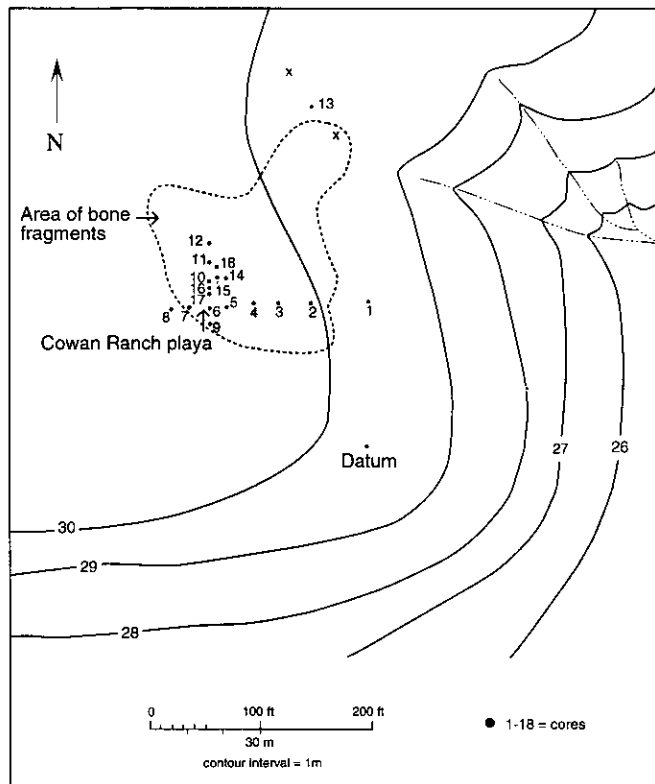 x
13
x
N
Area of bone
fragments
12
11 18
10 14
16 15
17
8 7 6 5 4 3 2 1
9
Cowan Ranch playa
Datum
27 26
30
29
28
0 100 ft 200 ft
30 m
contour interval = 1m
1-18 = cores